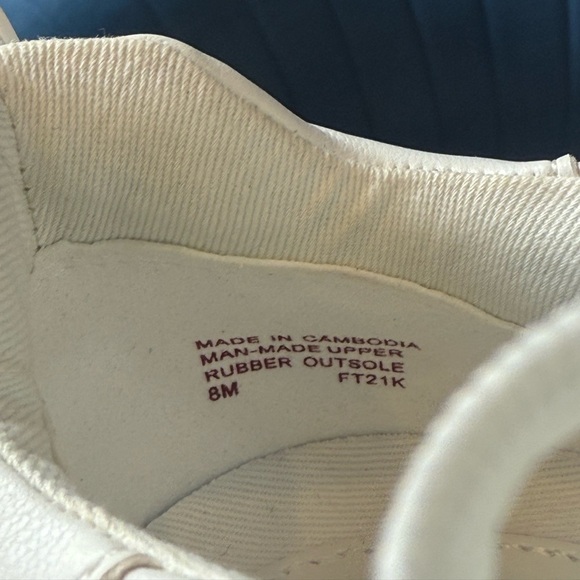 MADE IN CAMBODIA
MAN-MADE UPPER
RUBBER OUTSOLE
8M FT21K